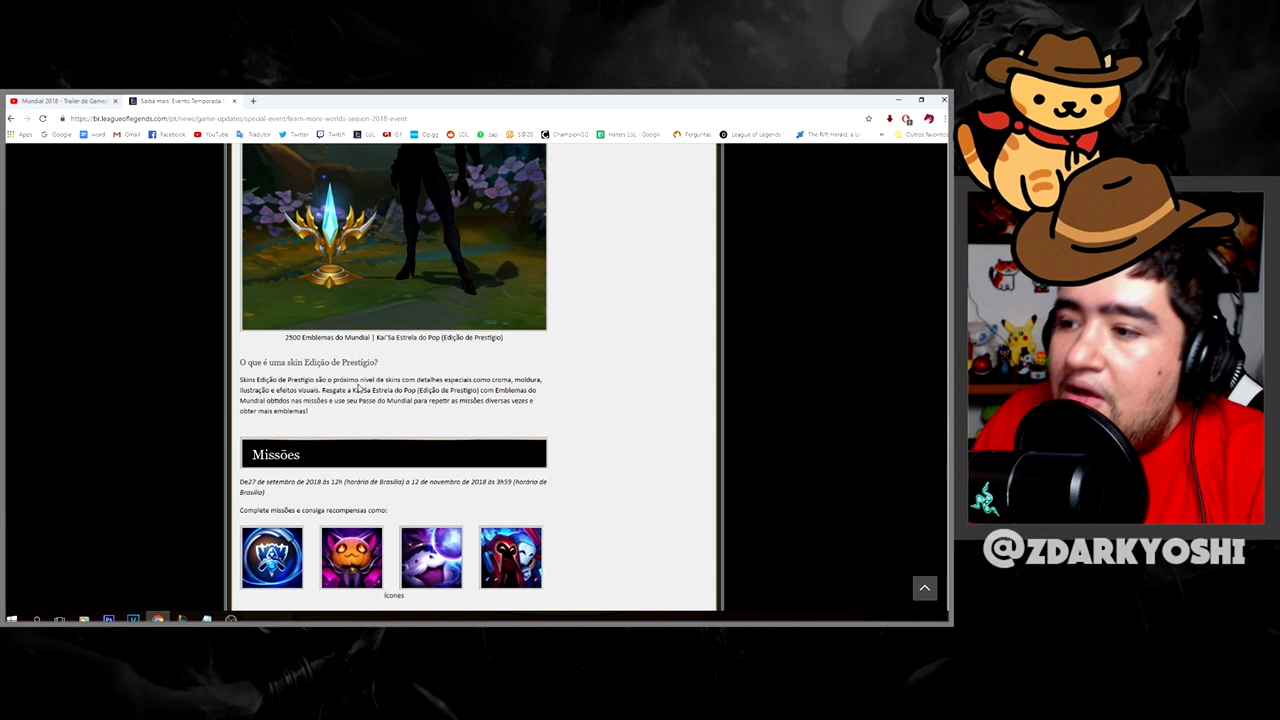 Mundial 2018 - Trailer de Game
Saiba mais: Evento Temporada
https://br.leagueoflegends.com/pt/news/game-updates/special-event/learn-more-worlds-season-2018-event
Apps Google word Gmail Facebook YouTube Tradutor Twitter Twitch LoL G1 Op.gg LOL zap 5@20 ChampionGG Haters LoL - Google Perguntas League of Legends The Rift Herald, a Le » Outros favoritos
2500 Emblemas do Mundial | Kai'Sa Estrela do Pop (Edição de Prestígio)
O que é uma skin Edição de Prestígio?
Skins Edição de Prestígio são o próximo nível de skins com detalhes especiais como croma, moldura,
ilustração e efeitos visuais. Resgate a Kai'Sa Estrela do Pop (Edição de Prestígio) com Emblemas do
Mundial obtidos nas missões e use seu Passe do Mundial para repetir as missões diversas vezes e
obter mais emblemas!
Missões
De27 de setembro de 2018 às 12h (horário de Brasília) a 12 de novembro de 2018 às 3h59 (horário de
Brasília)
Complete missões e consiga recompensas como:
Ícones
@ZDARKYOSHI